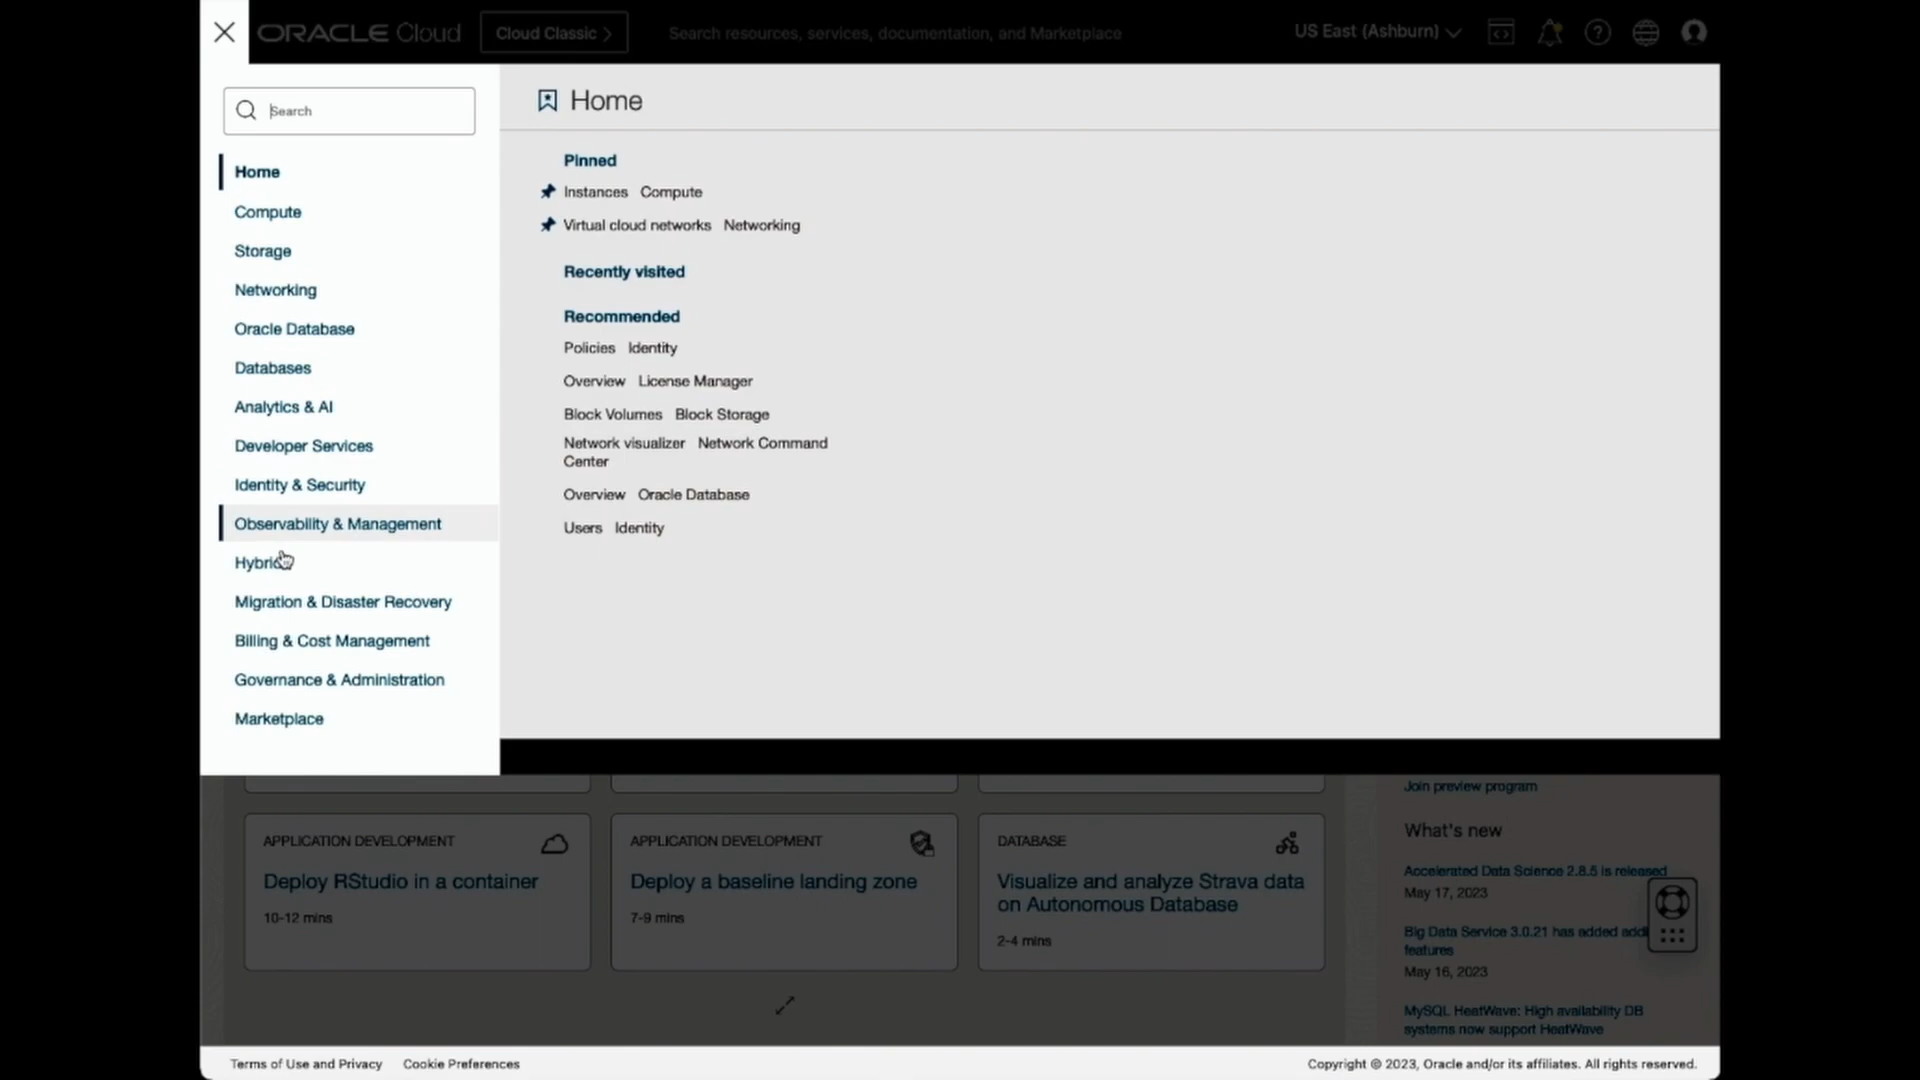 ORACLE Cloud
Cloud Classic >
Search resources, services, documentation, and Marketplace
US East (Ashburn)
Search
Home
Compute
Storage
Networking
Oracle Database
Databases
Analytics & AI
Developer Services
Identity & Security
Observability & Management
Hybrid
Migration & Disaster Recovery
Billing & Cost Management
Governance & Administration
Marketplace
Home
Pinned
Instances Compute
Virtual cloud networks Networking
Recently visited
Recommended
Policies Identity
Overview License Manager
Block Volumes Block Storage
Network visualizer Network Command
Center
Overview Oracle Database
Users Identity
APPLICATION DEVELOPMENT
Deploy RStudio in a container
10-12 mins
APPLICATION DEVELOPMENT
Deploy a baseline landing zone
7-9 mins
DATABASE
Visualize and analyze Strava data
on Autonomous Database
2-4 mins
Join preview program
What's new
Accelerated Data Science 2.8.5 is released
May 17, 2023
Big Data Service 3.0.21 has added
features
May 16, 2023
MySQL HeatWave: High availability DB
systems now support HeatWave
Terms of Use and Privacy
Cookie Preferences
Copyright © 2023, Oracle and/or its affiliates. All rights reserved.